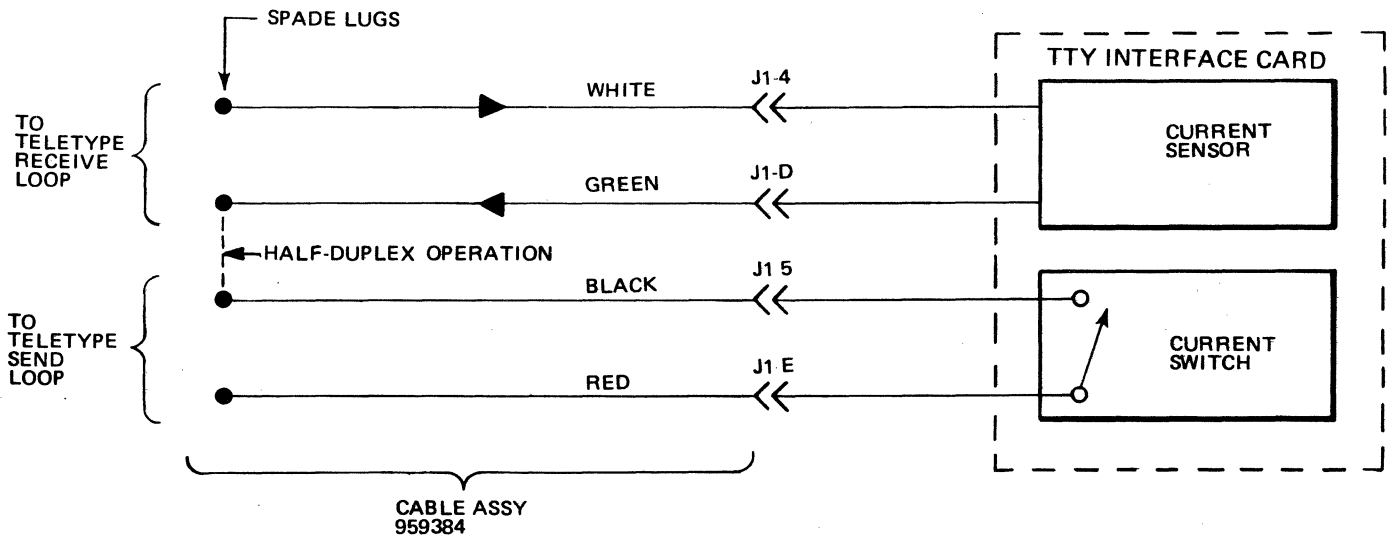 SPADE LUGS
TTY INTERFACE CARD
J1-4
WHITE
TO
TELETYPE
RECEIVE
LOOP
CURRENT
SENSOR
J1-D
GREEN
HALF-DUPLEX OPERATION
J1 5
BLACK
TO
TELETYPE
SEND
LOOP
CURRENT
SWITCH
J1 E
RED
CABLE ASSY
959384